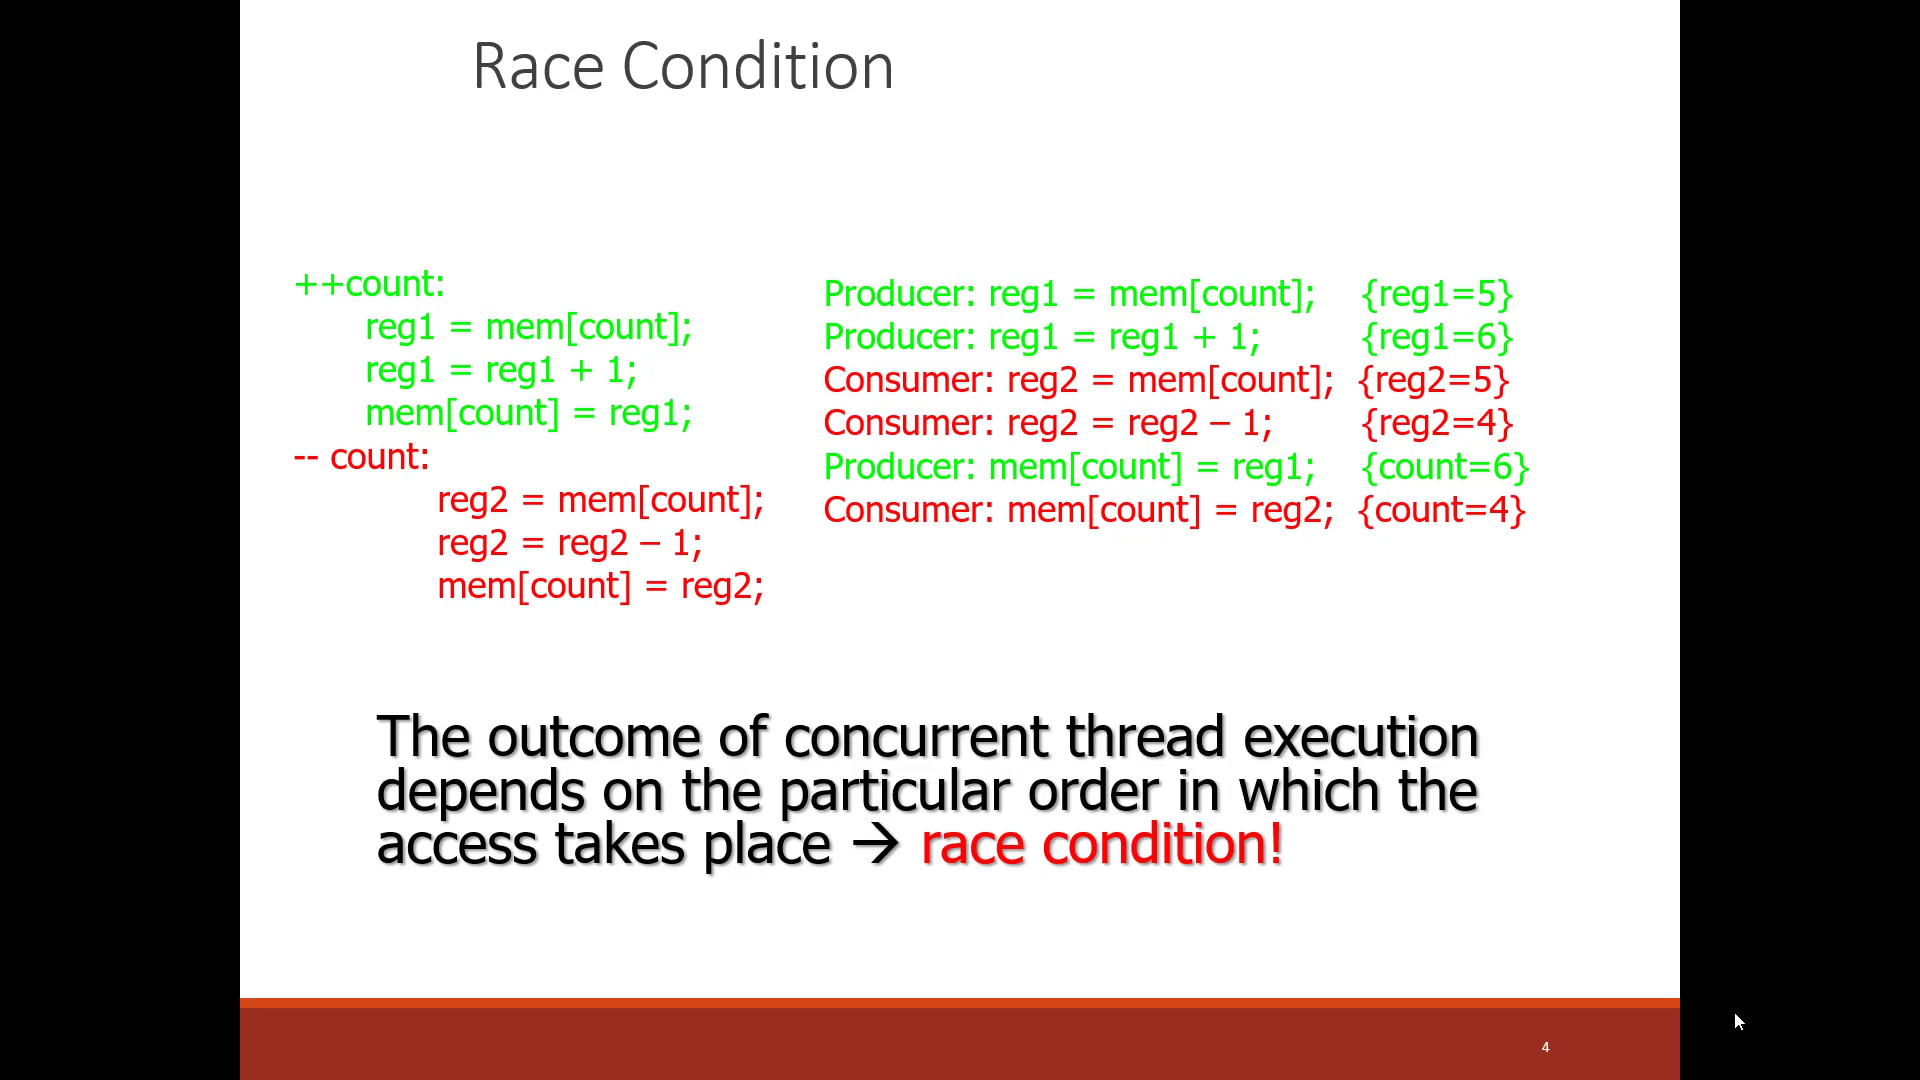 Race Condition
++count:
reg1 = mem[count];
reg1 = reg1 + 1;
mem[count] = reg1;
-- count:
reg2 = mem[count];
reg2 = reg2 – 1;
mem[count] = reg2;
Producer: reg1 = mem[count]; {reg1=5}
Producer: reg1 = reg1 + 1; {reg1=6}
Consumer: reg2 = mem[count]; {reg2=5}
Consumer: reg2 = reg2 – 1; {reg2=4}
Producer: mem[count] = reg1; {count=6}
Consumer: mem[count] = reg2; {count=4}
The outcome of concurrent thread execution
depends on the particular order in which the
access takes place → race condition!
4